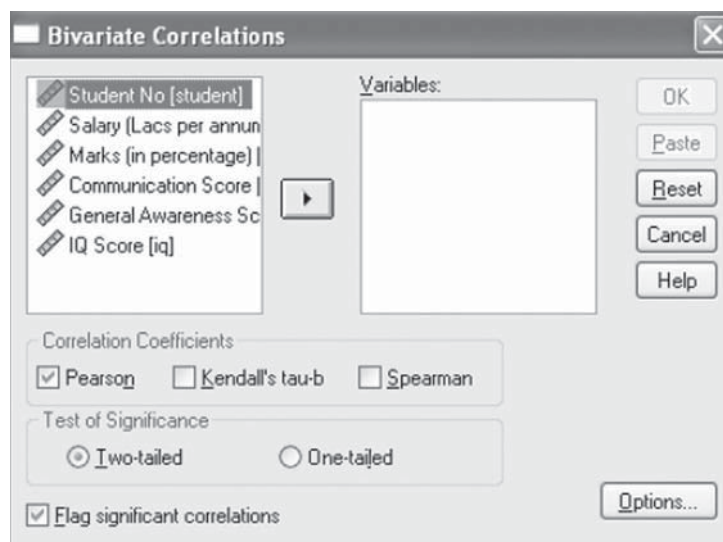 Bivariate Correlations
Student No [student]
Salary (Lacs per annun
Marks (in percentage) [
Communication Score [
General Awareness Sc
IQ Score [iq]
Variables:
OK
Paste
Reset
Cancel
Help
Correlation Coefficients
Pearson Kendall's tau-b Spearman
Test of Significance
Two-tailed One-tailed
Flag significant correlations
Options...